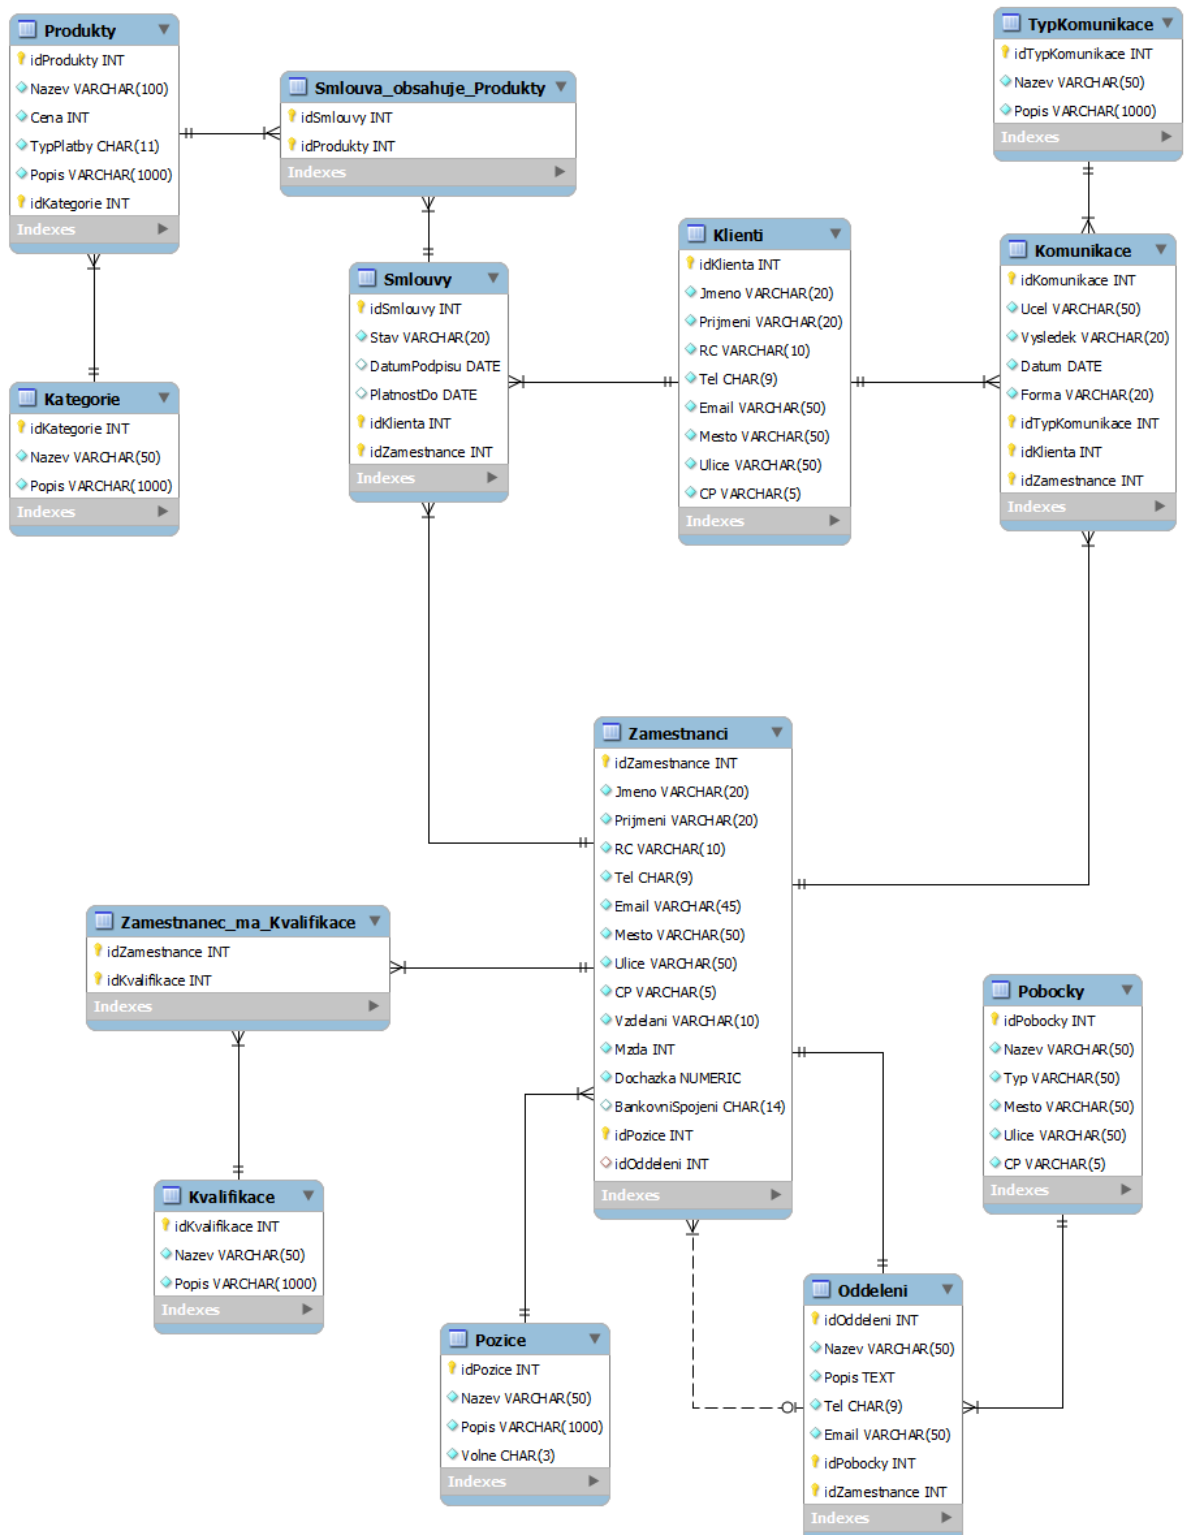 Produkty
idProdukty INT
Nazev VARCHAR(100)
Cena INT
TypPlatby CHAR(11)
Popis VARCHAR(1000)
idKategorie INT
Indexes
Smlouva_obsahuje_Produkty
idSmlouvy INT
idProdukty INT
Indexes
TypKomunikace
idTypKomunikace INT
Nazev VARCHAR(50)
Popis VARCHAR(1000)
Indexes
Kategorie
idKategorie INT
Nazev VARCHAR(50)
Popis VARCHAR(1000)
Indexes
Smlouvy
idSmlouvy INT
Stav VARCHAR(20)
DatumPodpisu DATE
PlatnostDo DATE
idKlienta INT
idZamestnance INT
Indexes
Klienti
idKlienta INT
Jmeno VARCHAR(20)
Prijmeni VARCHAR(20)
RC VARCHAR(10)
Tel CHAR(9)
Email VARCHAR(50)
Mesto VARCHAR(50)
Ulice VARCHAR(50)
CP VARCHAR(5)
Indexes
Komunikace
idKomunikace INT
Ucel VARCHAR(50)
Vysledek VARCHAR(20)
Datum DATE
Forma VARCHAR(20)
idTypKomunikace INT
idKlienta INT
idZamestnance INT
Indexes
Zamestnanci
idZamestnance INT
Jmeno VARCHAR(20)
Prijmeni VARCHAR(20)
RC VARCHAR(10)
Tel CHAR(9)
Email VARCHAR(45)
Mesto VARCHAR(50)
Ulice VARCHAR(50)
CP VARCHAR(5)
Vzdelani VARCHAR(10)
Mzda INT
Dochazka NUMERIC
BankovniSpojeni CHAR(14)
idPozice INT
idOddeleni INT
Indexes
Zamestnanec_ma_Kvalifikace
idZamestnance INT
idKvalifikace INT
Indexes
Pobocky
idPobocky INT
Nazev VARCHAR(50)
Typ VARCHAR(50)
Mesto VARCHAR(50)
Ulice VARCHAR(50)
CP VARCHAR(5)
Indexes
Kvalifikace
idKvalifikace INT
Nazev VARCHAR(50)
Popis VARCHAR(1000)
Indexes
Pozice
idPozice INT
Nazev VARCHAR(50)
Popis VARCHAR(1000)
Volne CHAR(3)
Indexes
Oddeleni
idOddeleni INT
Nazev VARCHAR(50)
Popis TEXT
Tel CHAR(9)
Email VARCHAR(50)
idPobocky INT
idZamestnance INT
Indexes